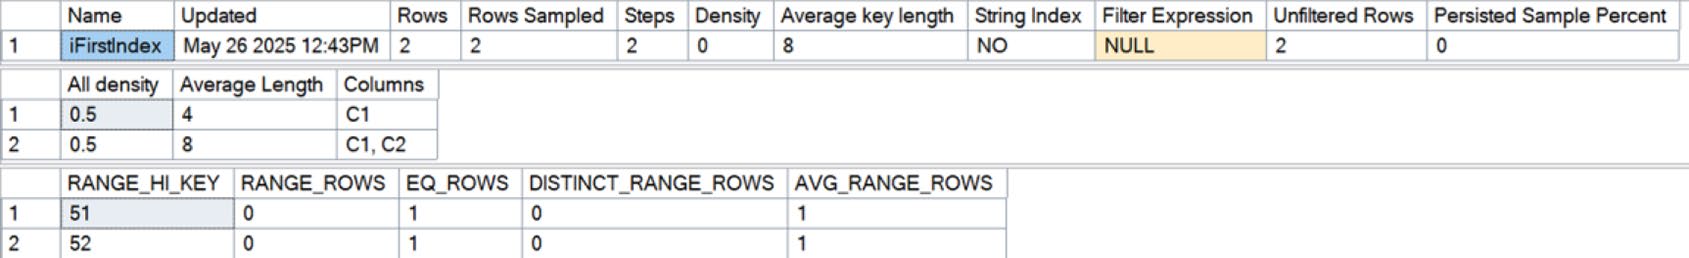 Name Updated Rows Rows Sampled Steps Density Average key length String Index Filter Expression Unfiltered Rows Persisted Sample Percent
1 iFirstIndex May 26 2025 12:43PM 2 2 2 0 8 NO NULL 2 0
All density Average Length Columns
1 0.5 4 C1
2 0.5 8 C1, C2
RANGE_HI_KEY RANGE_ROWS EQ_ROWS DISTINCT_RANGE_ROWS AVG_RANGE_ROWS
1 51 0 1 0 1
2 52 0 1 0 1